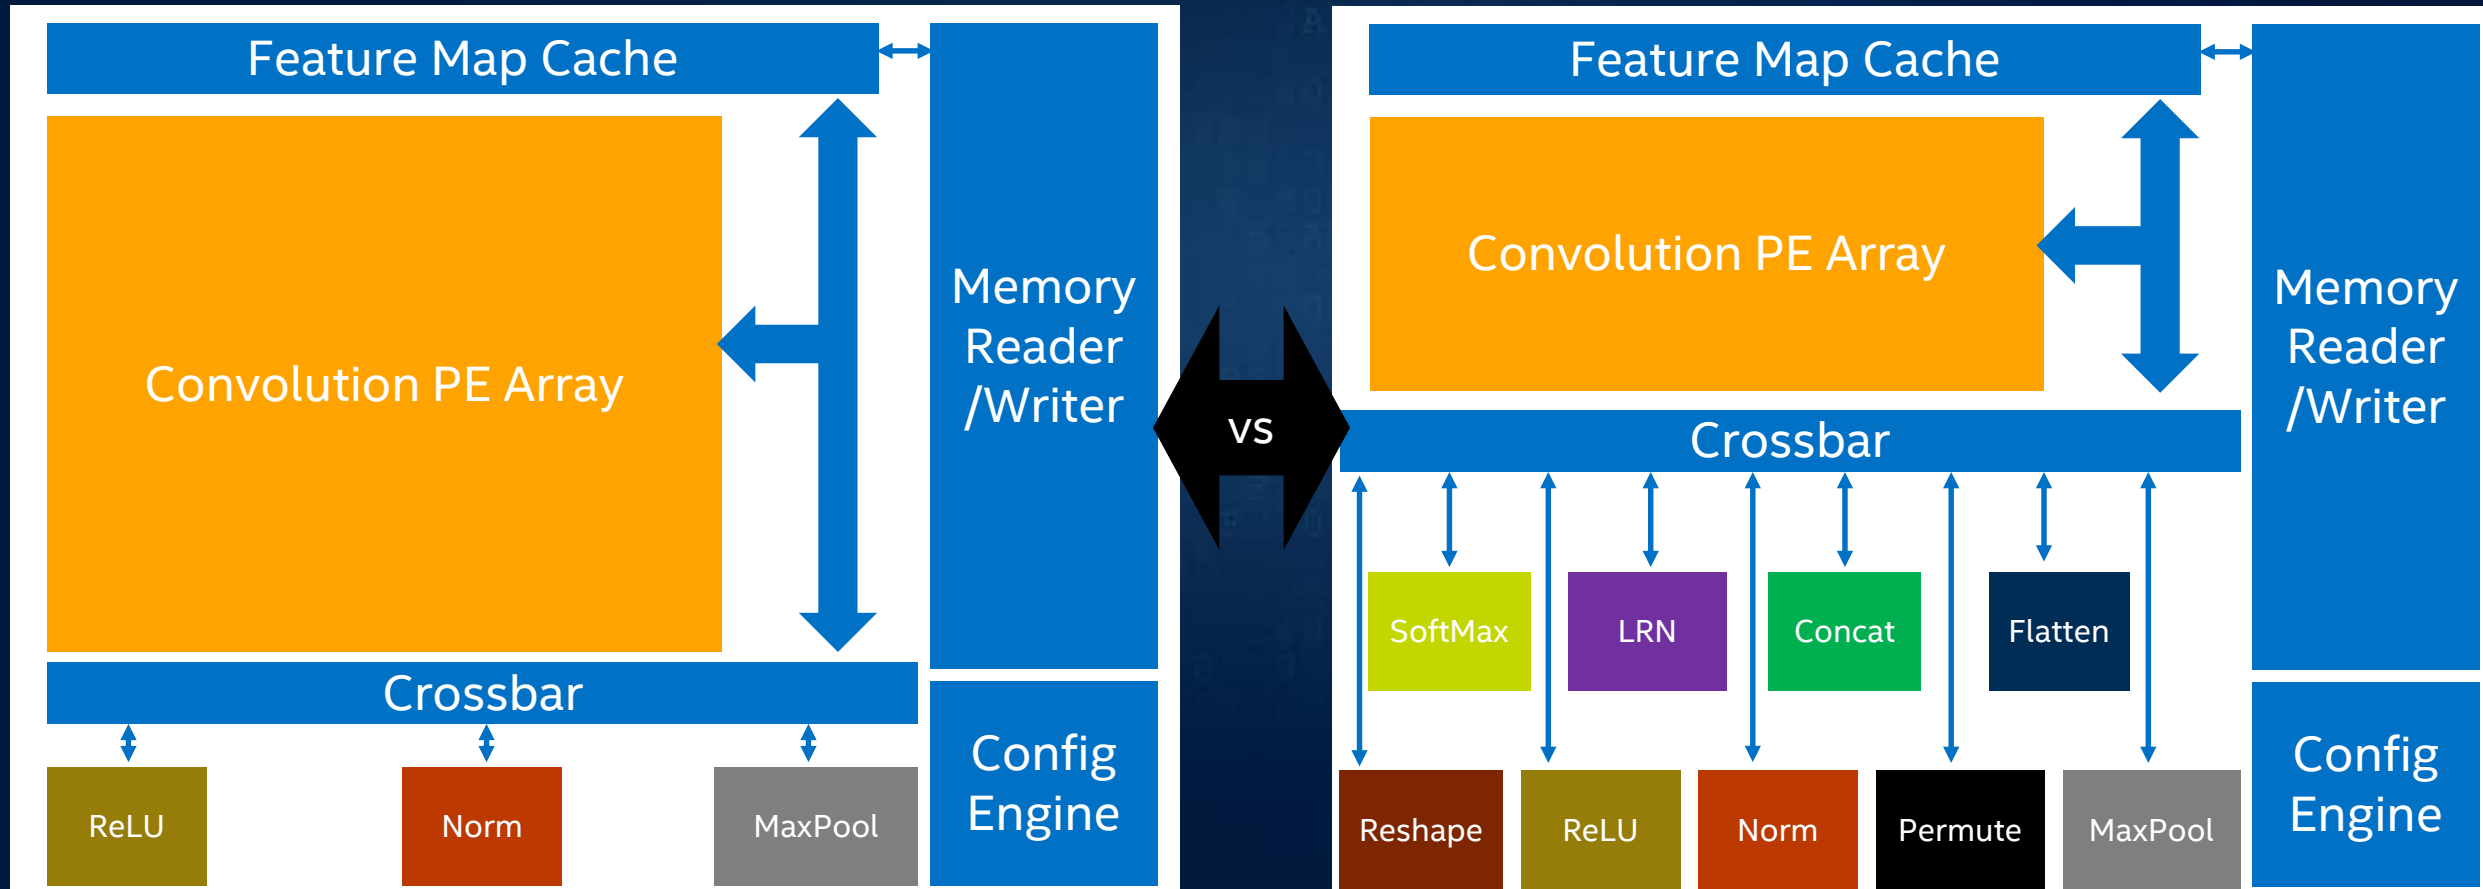 Feature Map Cache
Convolution PE Array
Memory
Reader
/Writer
Crossbar
Config
Engine
ReLU
Norm
MaxPool
vs
Feature Map Cache
Convolution PE Array
Memory
Reader
/Writer
Crossbar
SoftMax
LRN
Concat
Flatten
Config
Engine
Reshape
ReLU
Norm
Permute
MaxPool